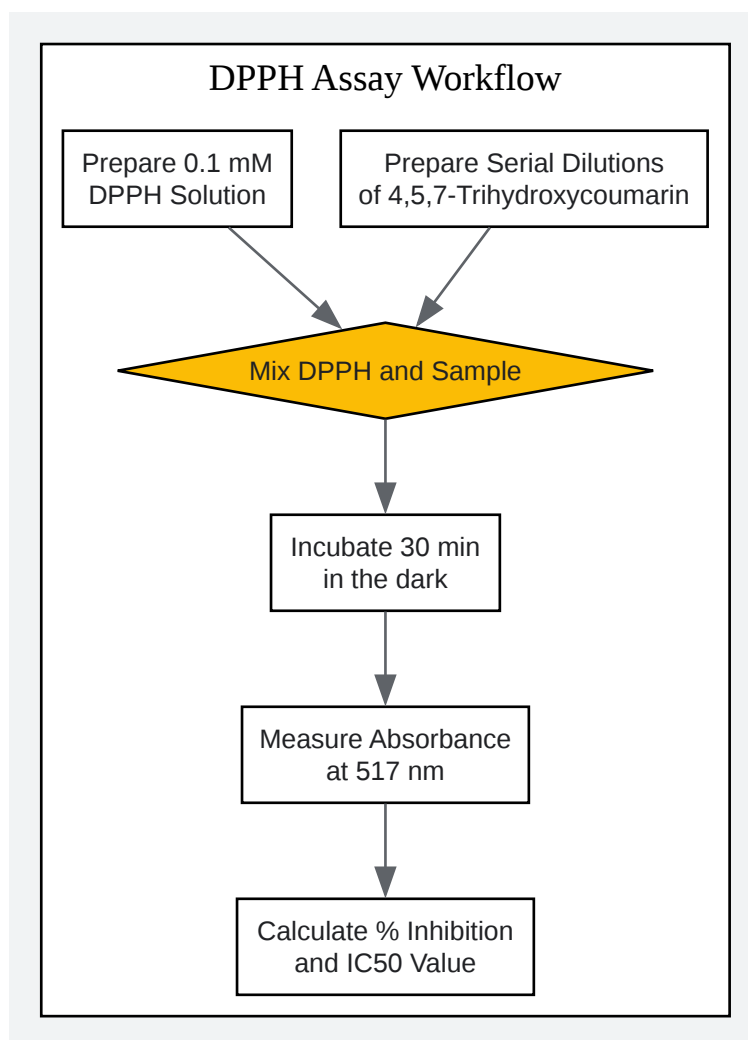 DPPH Assay Workflow
Prepare 0.1 mM
DPPH Solution
Prepare Serial Dilutions
of 4,5,7-Trihydroxycoumarin
Mix DPPH and Sample
Incubate 30 min
in the dark
Measure Absorbance
at 517 nm
Calculate % Inhibition
and IC50 Value